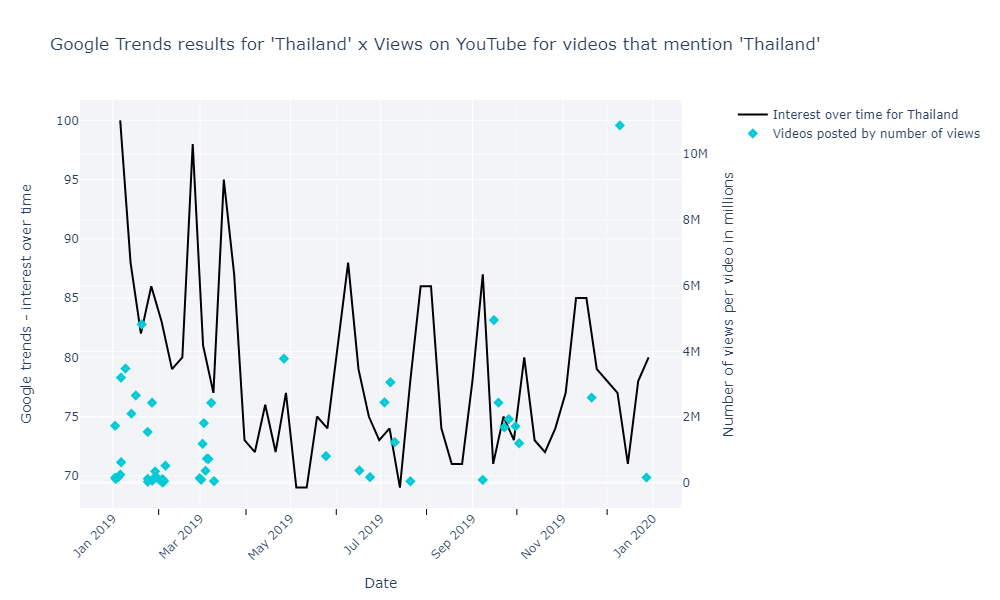 Google Trends results for 'Thailand' x Views on YouTube for videos that mention 'Thailand'
Interest over time for Thailand
Videos posted by number of views
Google trends - interest over time
100
95
90
85
80
75
70
10M
8M
6M
4M
2M
0
Number of views per video in millions
Jan 2019
Mar 2019
May 2019
Jul 2019
Sep 2019
Nov 2019
Jan 2020
Date